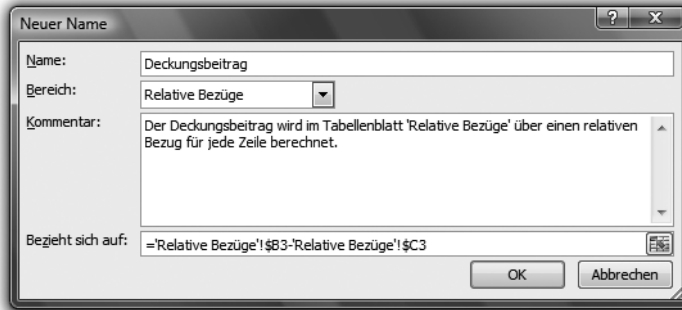 Neuer Name
Name:
Deckungsbeitrag
Bereich:
Relative Bezüge
Kommentar:
Der Deckungsbeitrag wird im Tabellenblatt 'Relative Bezüge' über einen relativen
Bezug für jede Zeile berechnet.
Bezieht sich auf:
='Relative Bezüge'!$B3-'Relative Bezüge'!$C3
OK
Abbrechen